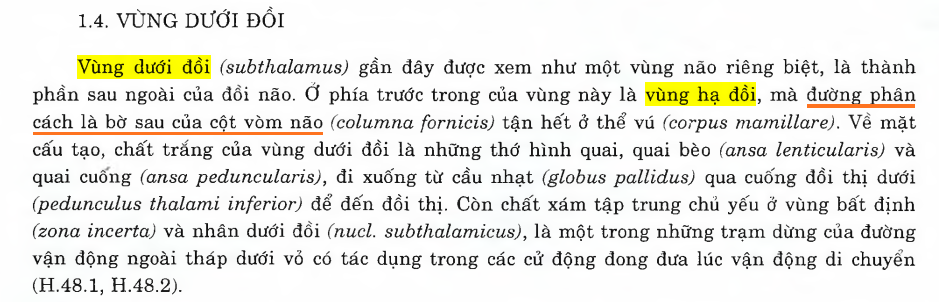 1.4. VÙNG DƯỚI ĐỒI
Vùng dưới đồi (subthalamus) gần đây được xem như một vùng não riêng biệt, là thành
phần sau ngoài của đồi não. Ở phía trước trong của vùng này là vùng hạ đồi, mà đường phân
cách là bờ sau của cột vòm não (columna fornicis) tận hết ở thể vú (corpus mamillare). Về mặt
cấu tạo, chất trắng của vùng dưới đồi là những thớ hình quai, quai bèo (ansa lenticularis) và
quai cuống (ansa peduncularis), đi xuống từ cầu nhạt (globus pallidus) qua cuống đồi thị dưới
(pedunculus thalami inferior) để đến đồi thị. Còn chất xám tập trung chủ yếu ở vùng bất định
(zona incerta) và nhân dưới đồi (nucl. subthalamicus), là một trong những trạm dừng của đường
vận động ngoài tháp dưới vỏ có tác dụng trong các cử động đong đưa lúc vận động di chuyển
(H.48.1, H.48.2).